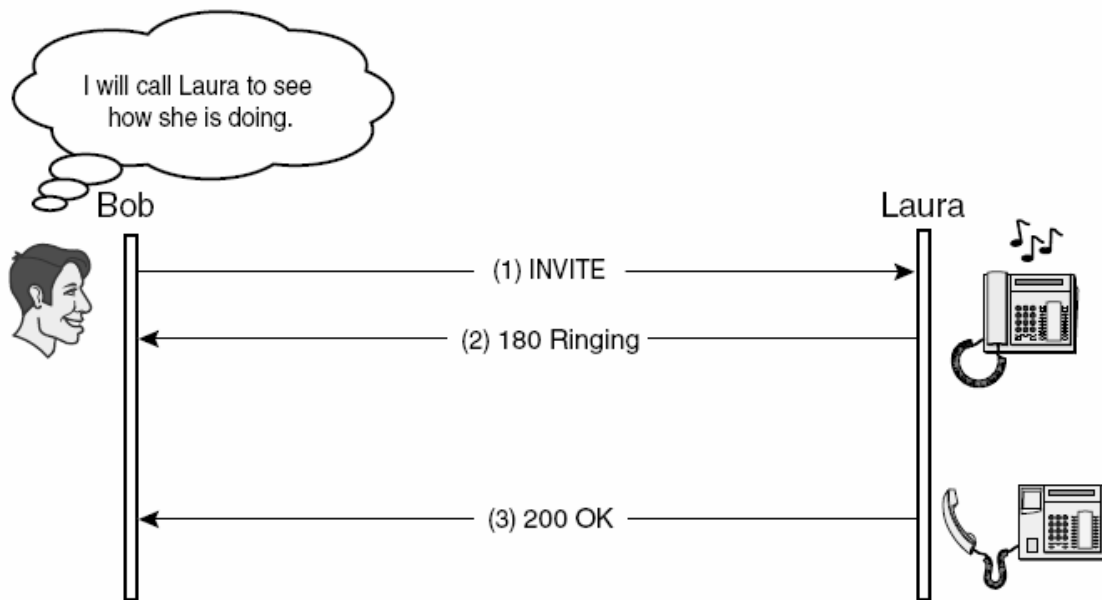 I will call Laura to see
how she is doing.
Bob
Laura
(1) INVITE
(2) 180 Ringing
(3) 200 OK